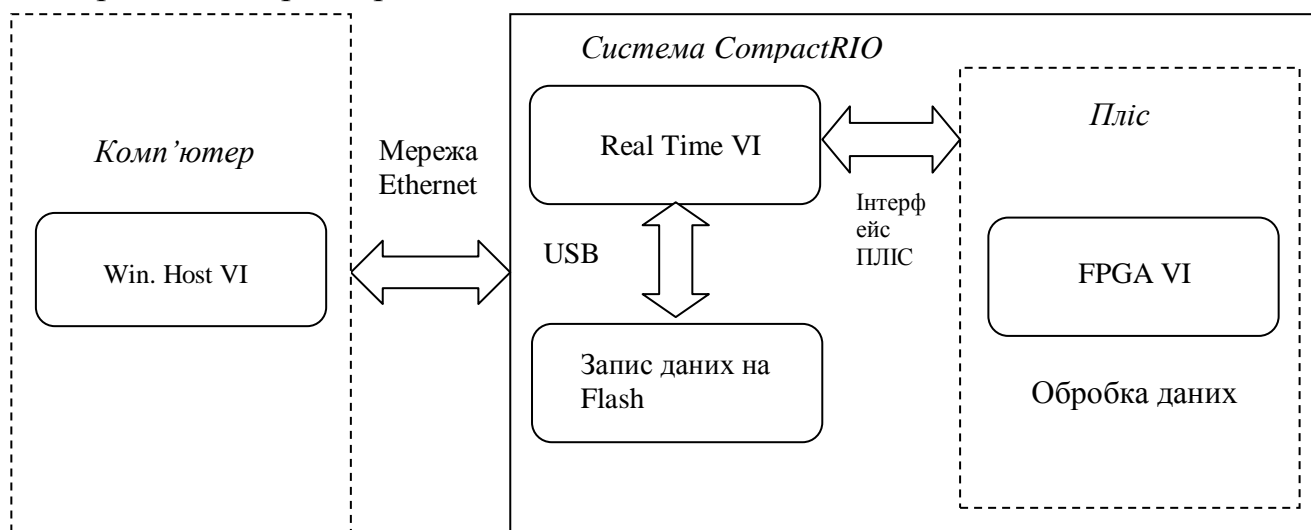 Система CompactRIO
Комп’ютер
Win. Host VI
Мережа
Ethernet
Real Time VI
USB
Запис даних на
Flash
Інтерф
ейс
ПЛІС
Пліс
FPGA VI
Обробка даних